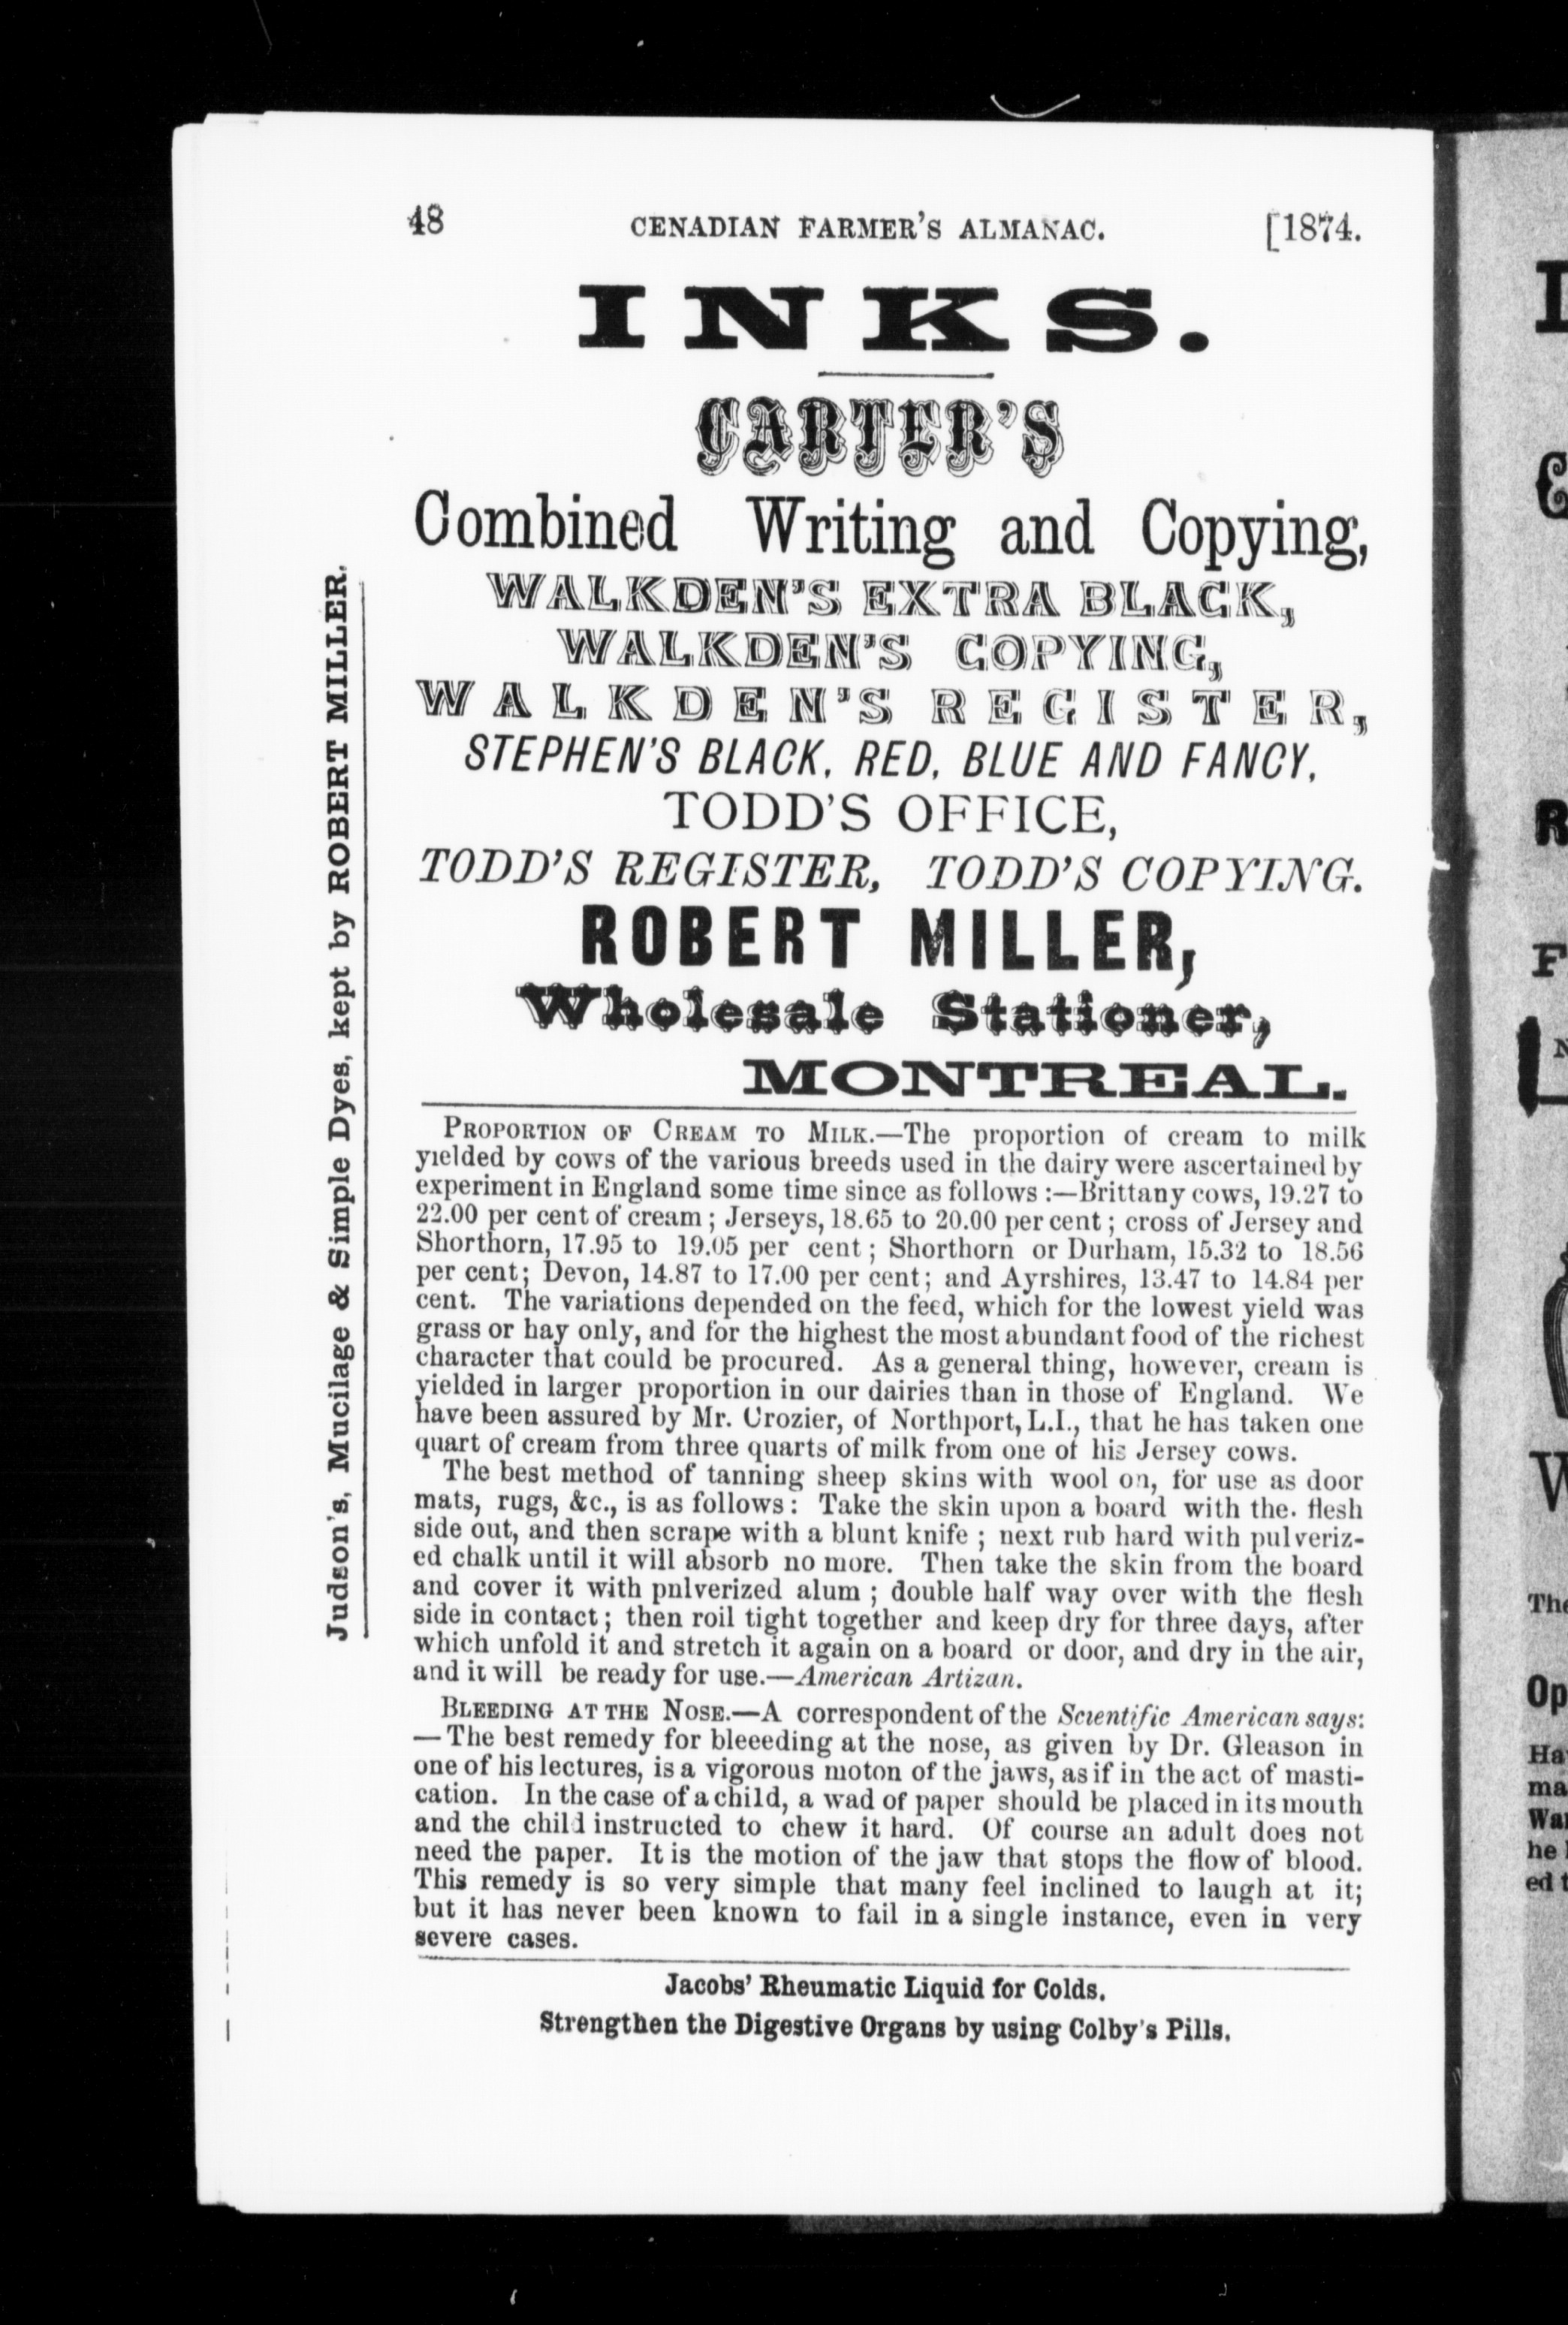 48 CENADIAN FARMER'S ALMANAC. [1874.
INKS.
CARTER'S
Combined Writing and Copying,
WALKDEN'S EXTRA BLACK,
WALKDEN'S COPYING,
WALKDEN'S REGISTER,
STEPHEN'S BLACK, RED, BLUE AND FANCY,
TODD'S OFFICE,
TODD'S REGISTER, TODD'S COPYING.
ROBERT MILLER,
Wholesale Stationer,
MONTREAL.
PROPORTION OF CREAM TO MILK.—The proportion of cream to milk
yielded by cows of the various breeds used in the dairy were ascertained by
experiment in England some time since as follows :—Brittany cows, 19.27 to
22.00 per cent of cream ; Jerseys, 18.65 to 20.00 per cent ; cross of Jersey and
Shorthorn, 17.95 to 19.05 per cent ; Shorthorn or Durham, 15.32 to 18.56
per cent; Devon, 14.87 to 17.00 per cent; and Ayrshires, 13.47 to 14.84 per
cent. The variations depended on the feed, which for the lowest yield was
grass or hay only, and for the highest the most abundant food of the richest
character that could be procured. As a general thing, however, cream is
yielded in larger proportion in our dairies than in those of England. We
have been assured by Mr. Crozier, of Northport, L.I., that he has taken one
quart of cream from three quarts of milk from one of his Jersey cows.
The best method of tanning sheep skins with wool on, for use as door
mats, rugs, &c., is as follows : Take the skin upon a board with the. flesh
side out, and then scrape with a blunt knife ; next rub hard with pulveriz-
ed chalk until it will absorb no more. Then take the skin from the board
and cover it with pnlverized alum ; double half way over with the flesh
side in contact ; then roil tight together and keep dry for three days, after
which unfold it and stretch it again on a board or door, and dry in the air,
and it will be ready for use.—American Artizan.
BLEEDING AT THE NOSE.—A correspondent of the Scientific American says:
—The best remedy for bleeeding at the nose, as given by Dr. Gleason in
one of his lectures, is a vigorous moton of the jaws, as if in the act of masti-
cation. In the case of a child, a wad of paper should be placed in its mouth
and the child instructed to chew it hard. Of course an adult does not
need the paper. It is the motion of the jaw that stops the flow of blood.
This remedy is so very simple that many feel inclined to laugh at it;
but it has never been known to fail in a single instance, even in very
severe cases.
Jacobs' Rheumatic Liquid for Colds.
Strengthen the Digestive Organs by using Colby's Pills.
Judson's, Mucilage & Simple Dyes, kept by ROBERT MILLER.